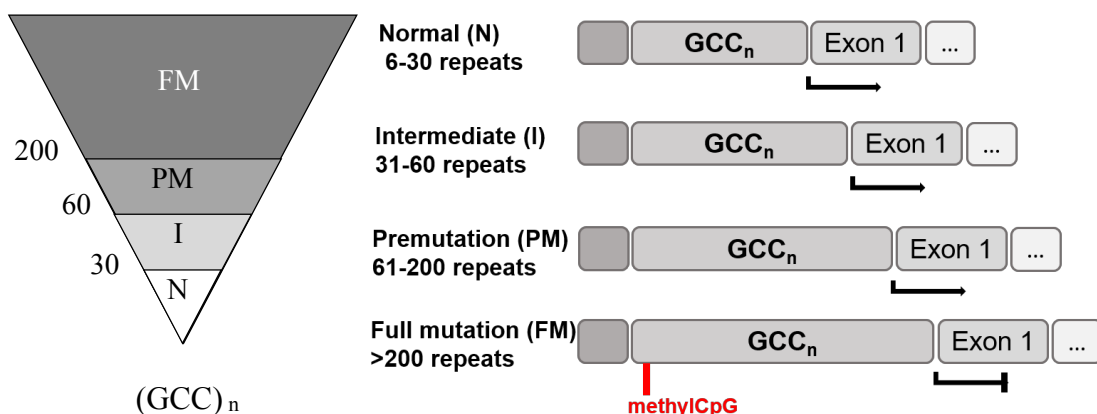 FM
200
PM
60
I
30
N
(GCC) n
Normal (N)
6-30 repeats
GCCn
Exon 1
...
Intermediate (I)
31-60 repeats
GCCn
Exon 1
...
Premutation (PM)
61-200 repeats
GCCn
Exon 1
...
Full mutation (FM)
>200 repeats
GCCn
Exon 1
...
methylCpG